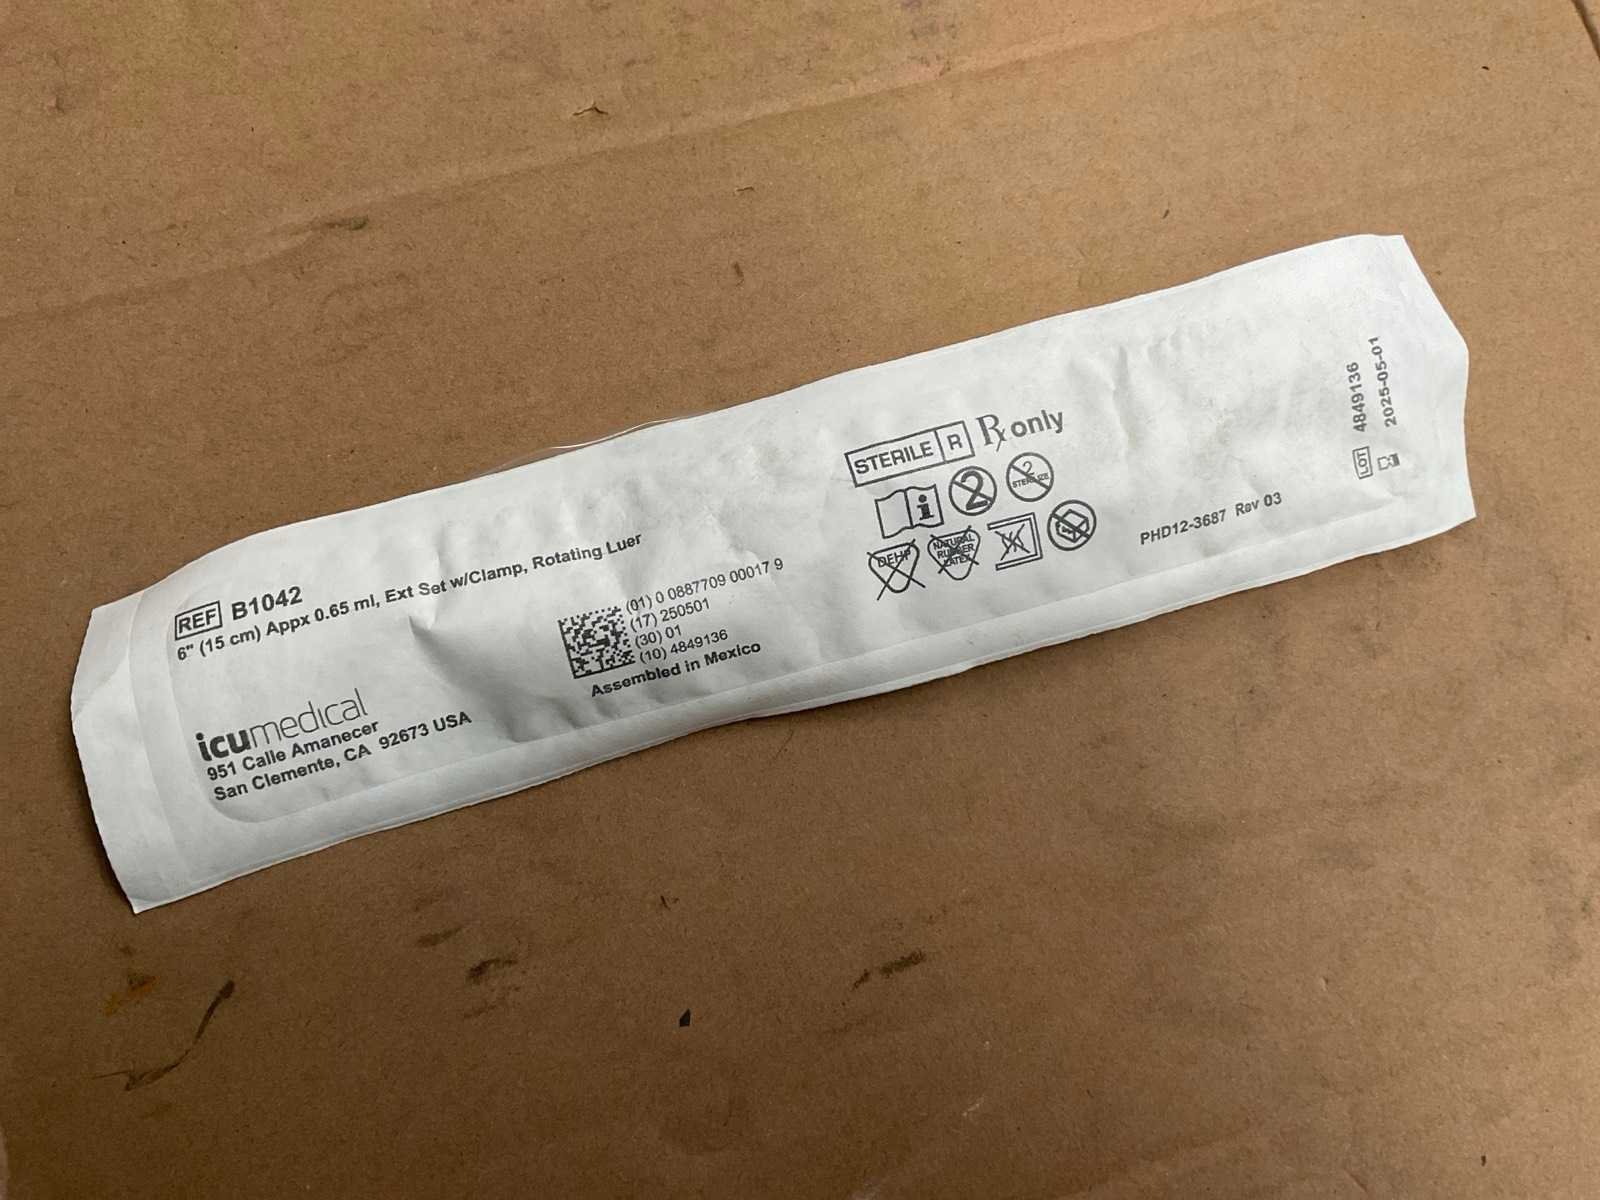 REF B1042
6" (15 cm) Appx 0.65 ml, Ext Set w/Clamp, Rotating Luer
icumedical
951 Calle Amanecer
San Clemente, CA 92673 USA
(01) 0 0887709 00017 9
(17) 250501
(30) 01
(10) 4849136
Assembled in Mexico
STERILE R Rx only
i 2 2 STERILIZE
DEHP NATURAL RUBBER LATEX
PHD12-3687 Rev 03
LOT 4849136
2025-05-01